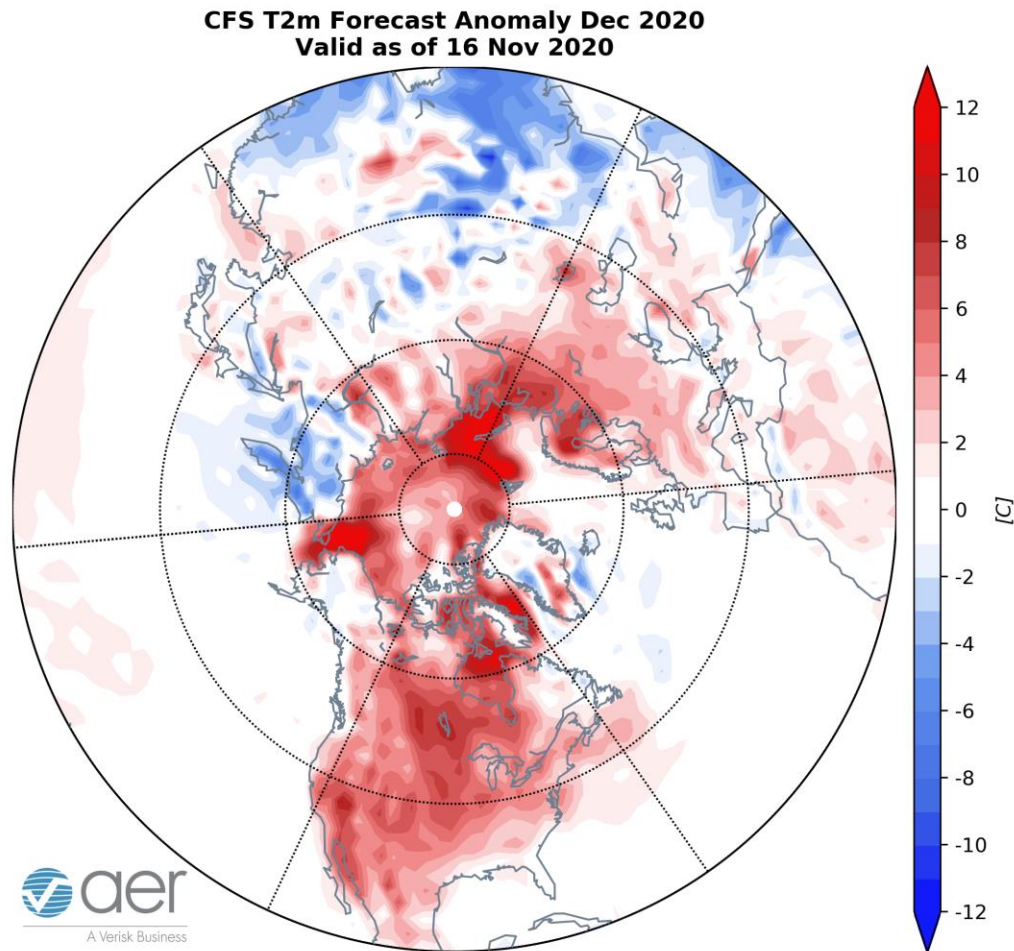 CFS T2m Forecast Anomaly Dec 2020
Valid as of 16 Nov 2020
12
10
8
6
4
2
0
-2
-4
-6
-8
-10
-12
[C]
aer
A Verisk Business